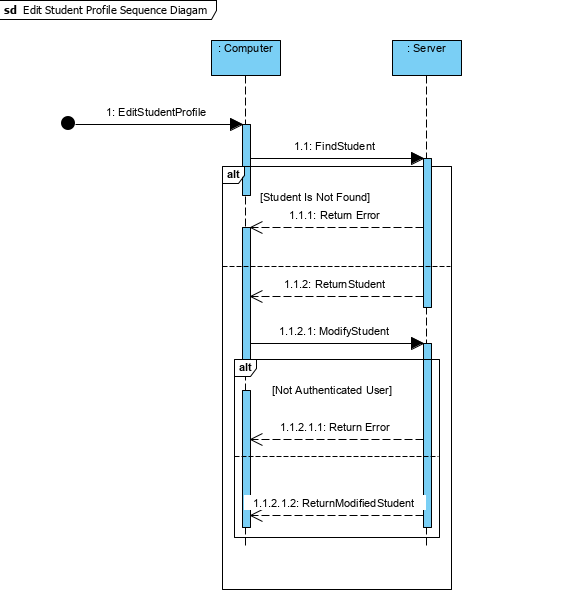 sd Edit Student Profile Sequence Diagam
: Computer
: Server
1: EditStudentProfile
1.1: FindStudent
alt
[Student Is Not Found]
1.1.1: Return Error
1.1.2: ReturnStudent
1.1.2.1: ModifyStudent
alt
[Not Authenticated User]
1.1.2.1.1: Return Error
1.1.2.1.2: ReturnModifiedStudent